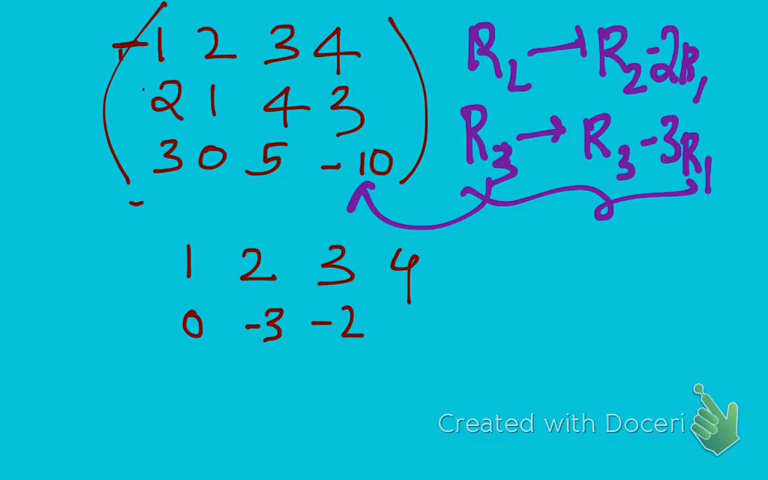 1 2 3 4 R2 → R2-2R1
2 1 4 3
3 0 5 -10 R3 → R3-3R1
1 2 3 4
0 -3 -2
Created with Doceri